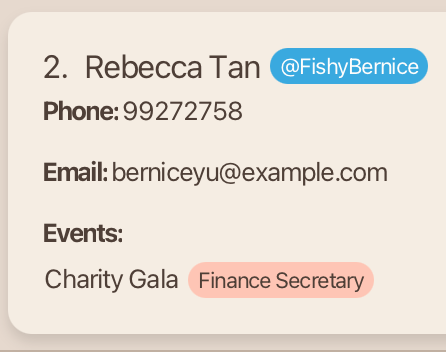 2. Rebecca Tan @FishyBernice
Phone: 99272758
Email: berniceyu@example.com
Events:
Charity Gala Finance Secretary